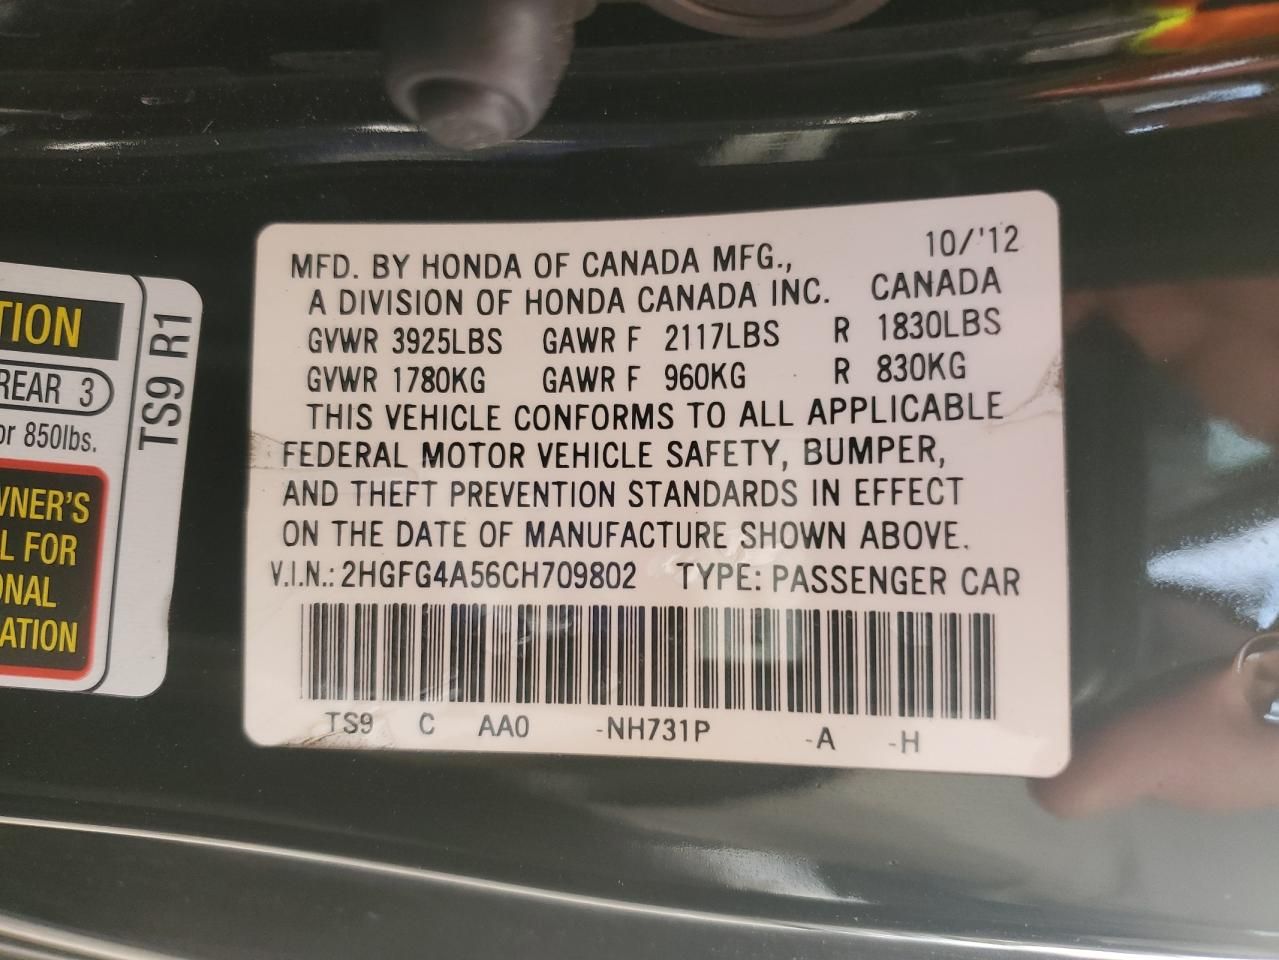 TION
REAR 3
or 850lbs.
WNER'S
L FOR
ONAL
ATION
TS9 R1
MFD. BY HONDA OF CANADA MFG., 10/'12
A DIVISION OF HONDA CANADA INC. CANADA
GVWR 3925LBS GAWR F 2117LBS R 1830LBS
GVWR 1780KG GAWR F 960KG R 830KG
THIS VEHICLE CONFORMS TO ALL APPLICABLE
FEDERAL MOTOR VEHICLE SAFETY, BUMPER,
AND THEFT PREVENTION STANDARDS IN EFFECT
ON THE DATE OF MANUFACTURE SHOWN ABOVE.
V.I.N.: 2HGFG4A56CH709802 TYPE: PASSENGER CAR
TS9 C AA0 -NH731P -A -H